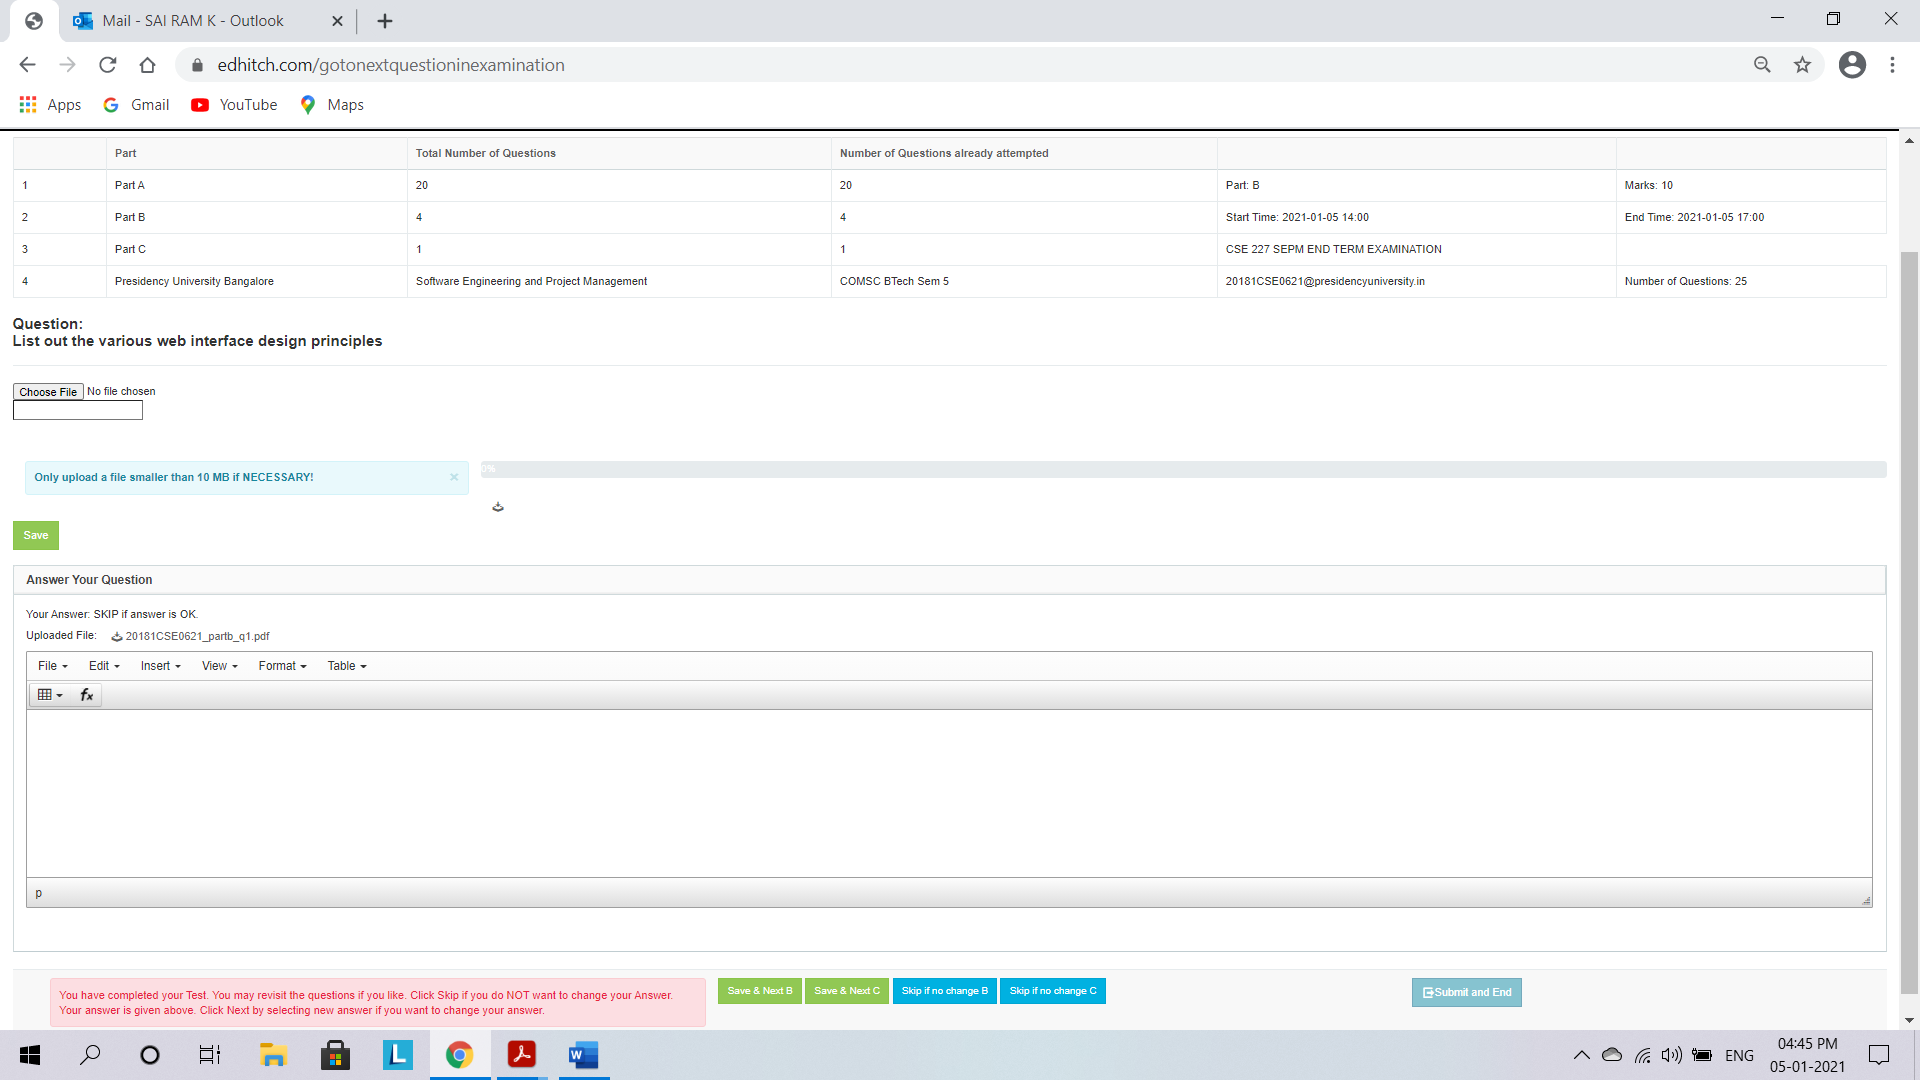 Mail - SAI RAM K - Outlook
edhitch.com/gotonextquestioninexamination
Apps Gmail YouTube Maps
Part Total Number of Questions Number of Questions already attempted
1 Part A 20 20 Part: B Marks: 10
2 Part B 4 4 Start Time: 2021-01-05 14:00 End Time: 2021-01-05 17:00
3 Part C 1 1 CSE 227 SEPM END TERM EXAMINATION
4 Presidency University Bangalore Software Engineering and Project Management COMSC BTech Sem 5 20181CSE0621@presidencyuniversity.in Number of Questions: 25
Question:
List out the various web interface design principles
Choose File No file chosen
Only upload a file smaller than 10 MB if NECESSARY! ×
0%
Save
Answer Your Question
Your Answer: SKIP if answer is OK.
Uploaded File: 20181CSE0621_partb_q1.pdf
File Edit Insert View Format Table
fx
p
You have completed your Test. You may revisit the questions if you like. Click Skip if you do NOT want to change your Answer.
Your answer is given above. Click Next by selecting new answer if you want to change your answer.
Save & Next B Save & Next C Skip if no change B Skip if no change C Submit and End
L W ENG 04:45 PM
05-01-2021